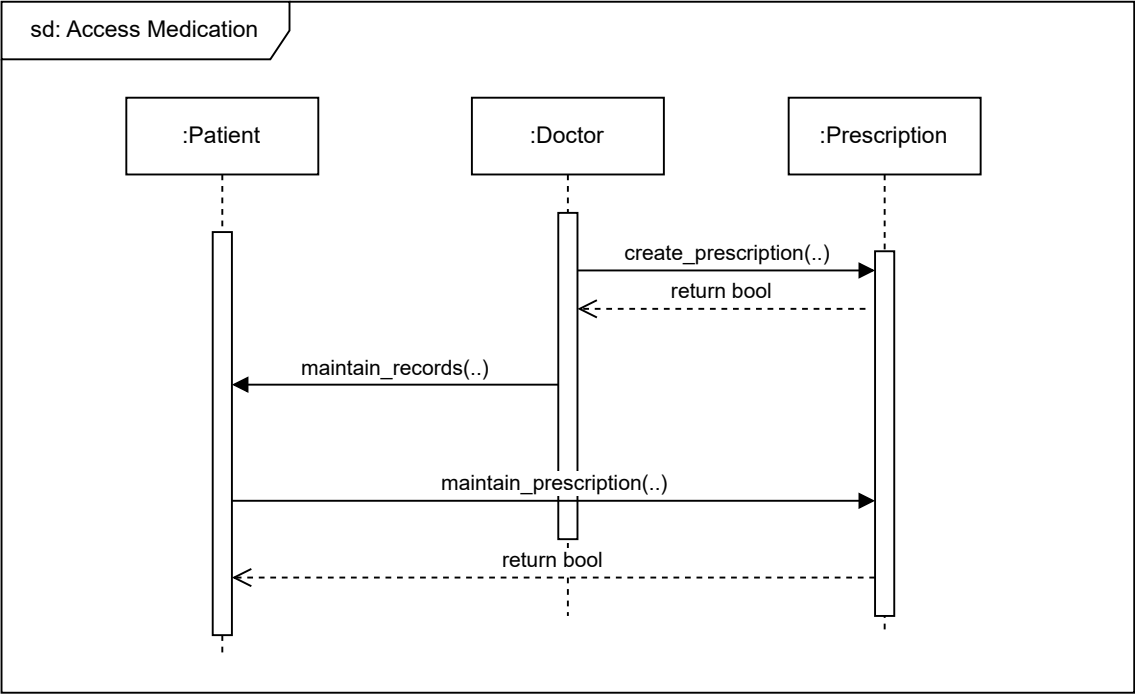 sd: Access Medication
:Patient
:Doctor
:Prescription
create_prescription(..)
return bool
maintain_records(..)
maintain_prescription(..)
return bool